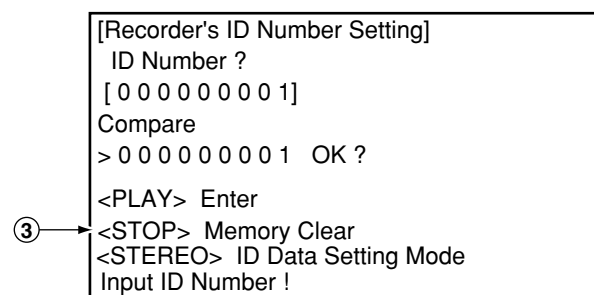 [Recorder's ID Number Setting]
ID Number ?
[ 0 0 0 0 0 0 0 0 1]
Compare
> 0 0 0 0 0 0 0 0 1 OK ?
<PLAY> Enter
3 <STOP> Memory Clear
<STEREO> ID Data Setting Mode
Input ID Number !